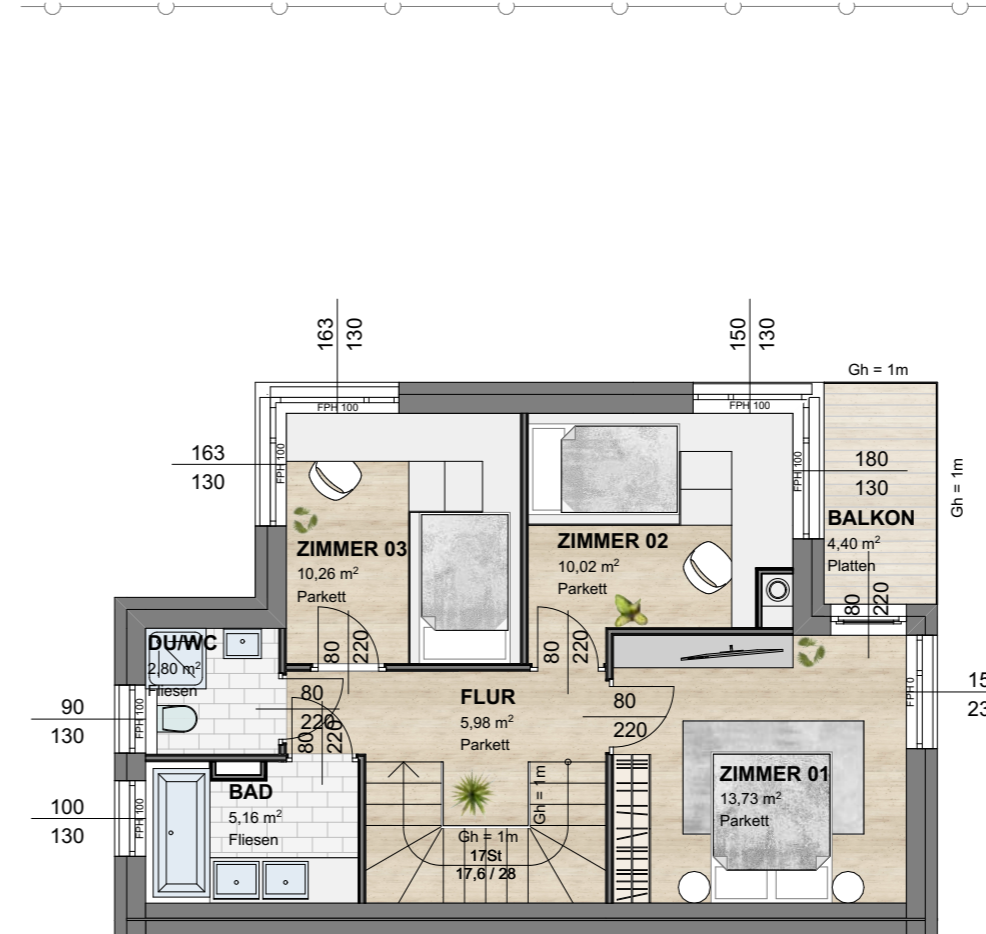 163
130
150
130
Gh = 1m
FPH 100
FPH 100
163
130
FPH 100
FPH 100
180
130
Gh = 1m
BALKON
4,40 m²
Platten
80
220
ZIMMER 03
10,26 m²
Parkett
ZIMMER 02
10,02 m²
Parkett
80
220
80
220
DU/WC
2,80 m²
Fliesen
90
130
FPH 100
80
220
80
220
FLUR
5,98 m²
Parkett
80
220
FPH 0
15
23
100
130
FPH 100
BAD
5,16 m²
Fliesen
Gh = 1m
Gh = 1m
17St
17,6 / 28
ZIMMER 01
13,73 m²
Parkett